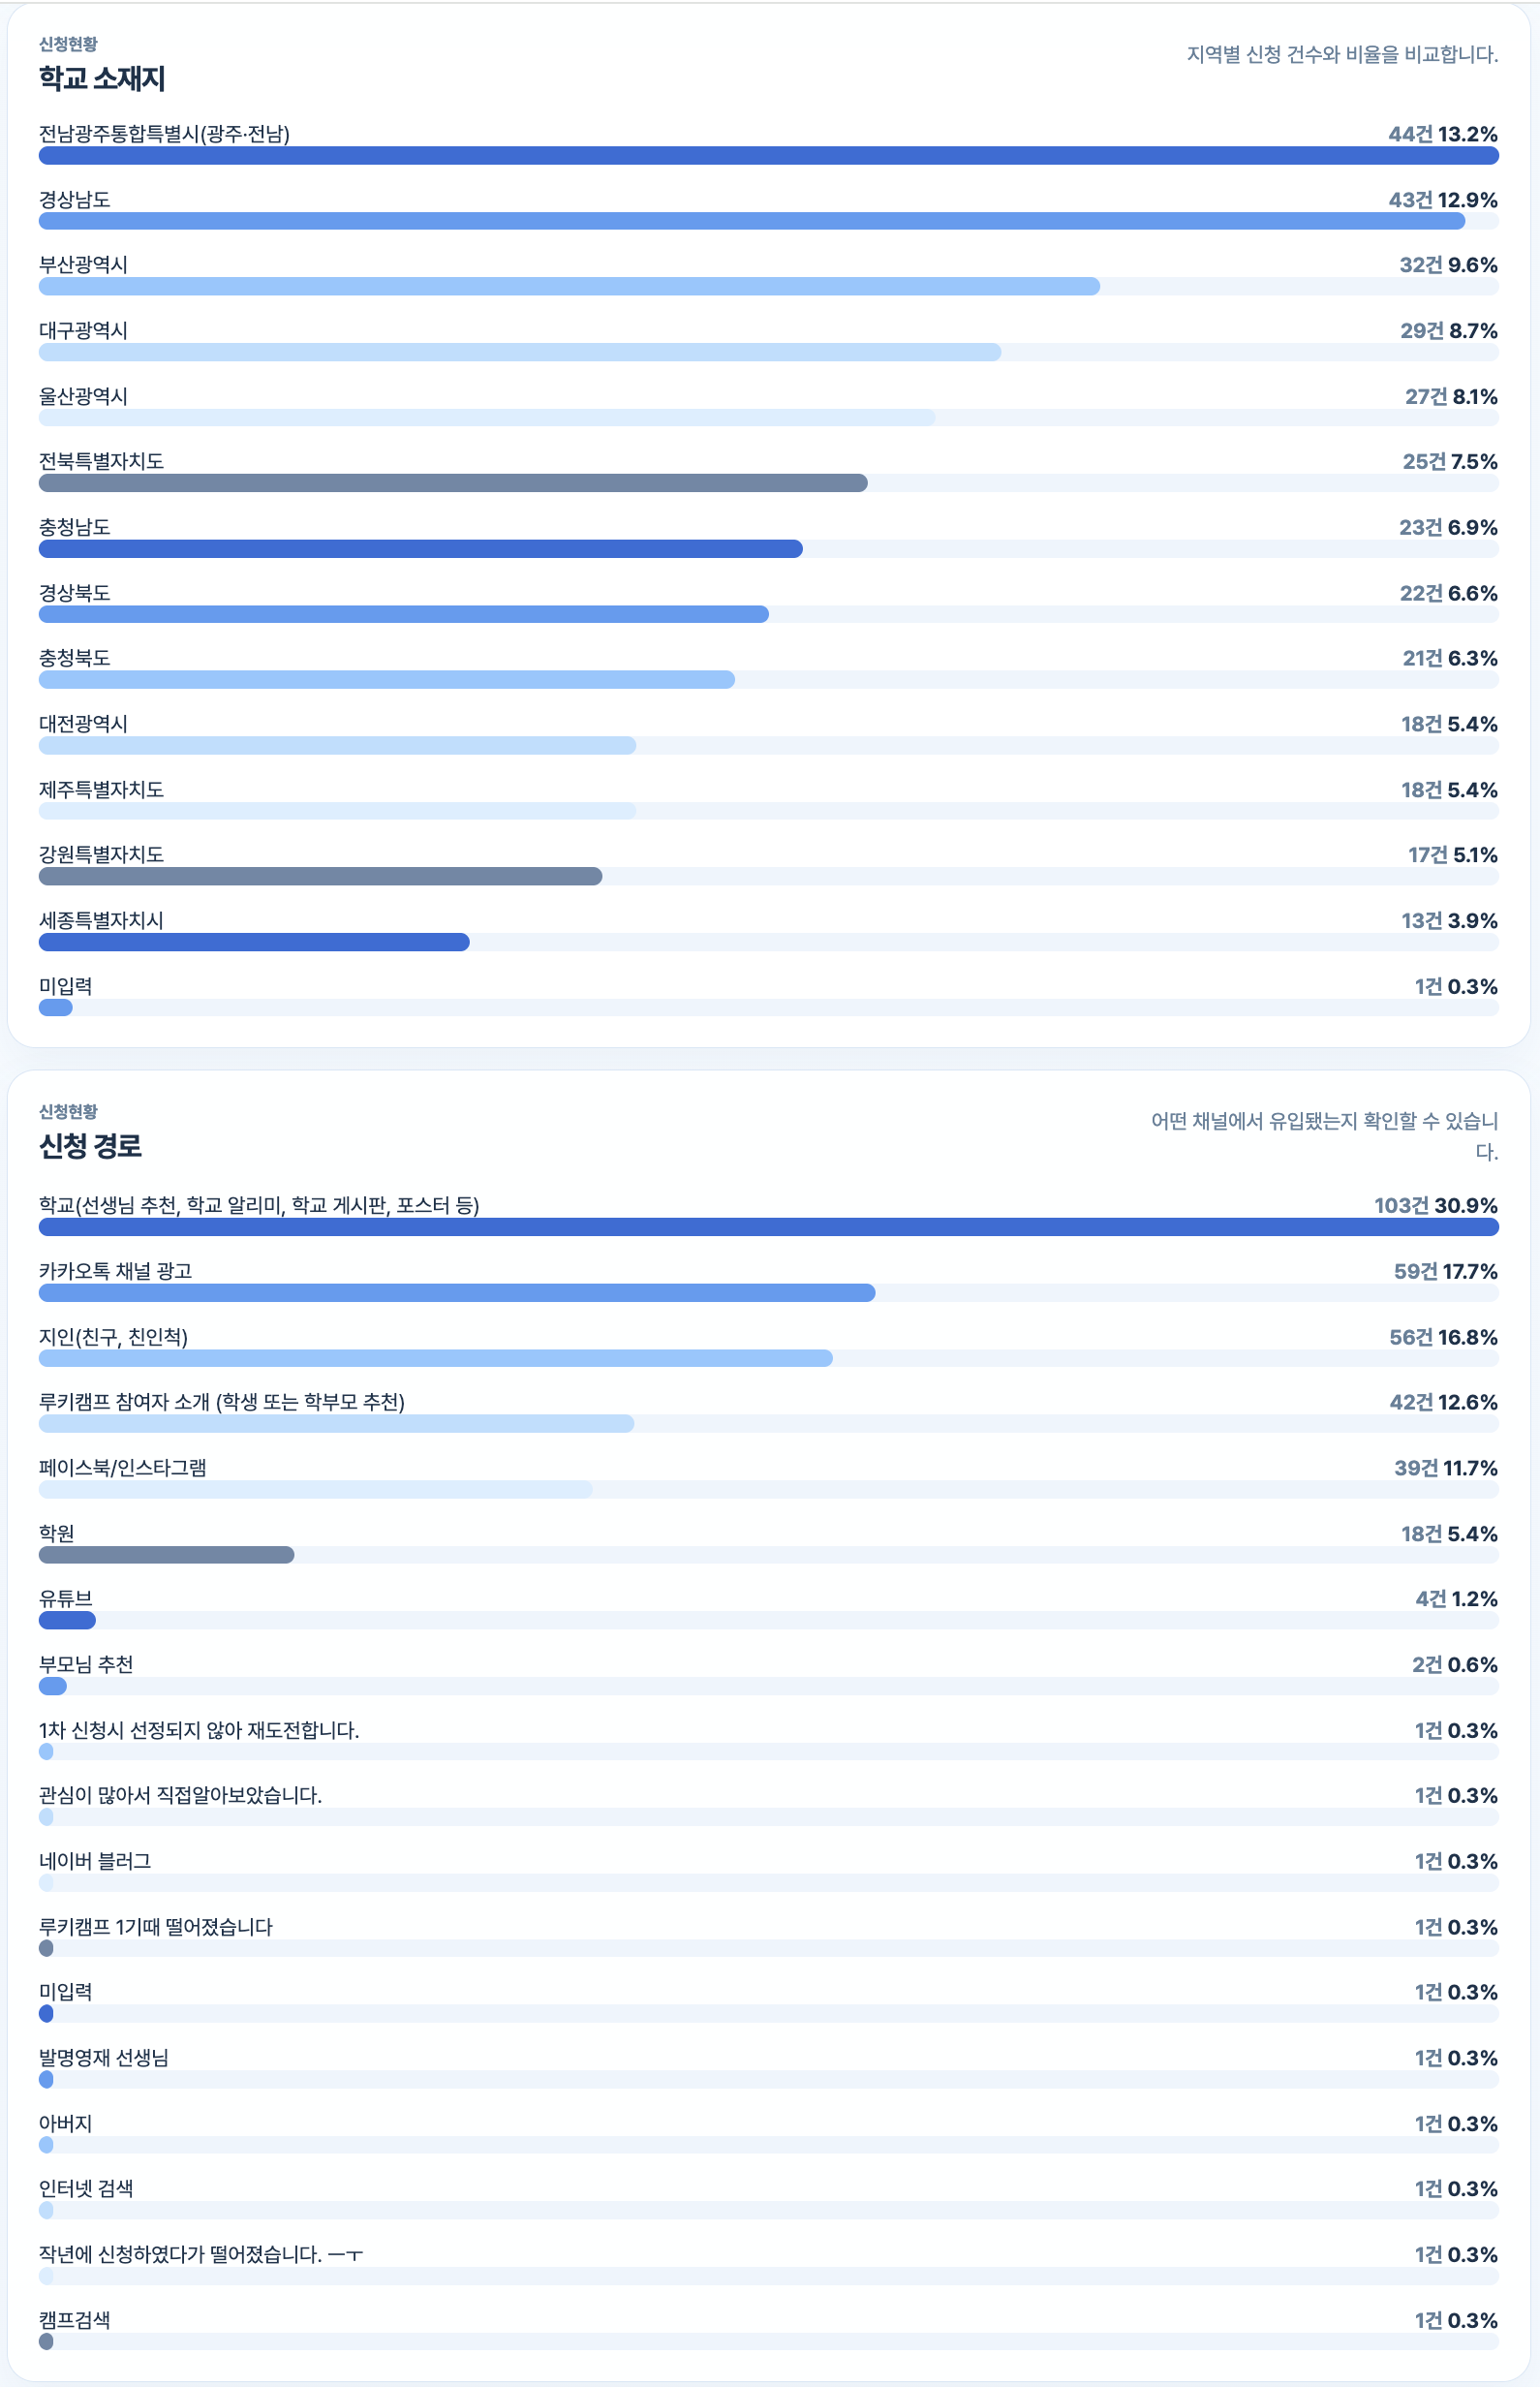 신청현황
학교 소재지
지역별 신청 건수와 비율을 비교합니다.
전남광주통합특별시(광주·전남) 44건 13.2%
경상남도 43건 12.9%
부산광역시 32건 9.6%
대구광역시 29건 8.7%
울산광역시 27건 8.1%
전북특별자치도 25건 7.5%
충청남도 23건 6.9%
경상북도 22건 6.6%
충청북도 21건 6.3%
대전광역시 18건 5.4%
제주특별자치도 18건 5.4%
강원특별자치도 17건 5.1%
세종특별자치시 13건 3.9%
미입력 1건 0.3%
신청현황
신청 경로
어떤 채널에서 유입됐는지 확인할 수 있습니
다.
학교(선생님 추천, 학교 알리미, 학교 게시판, 포스터 등) 103건 30.9%
카카오톡 채널 광고 59건 17.7%
지인(친구, 친인척) 56건 16.8%
루키캠프 참여자 소개 (학생 또는 학부모 추천) 42건 12.6%
페이스북/인스타그램 39건 11.7%
학원 18건 5.4%
유튜브 4건 1.2%
부모님 추천 2건 0.6%
1차 신청시 선정되지 않아 재도전합니다. 1건 0.3%
관심이 많아서 직접알아보았습니다. 1건 0.3%
네이버 블러그 1건 0.3%
루키캠프 1기때 떨어졌습니다 1건 0.3%
미입력 1건 0.3%
발명영재 선생님 1건 0.3%
아버지 1건 0.3%
인터넷 검색 1건 0.3%
작년에 신청하였다가 떨어졌습니다. ㅡㅜ 1건 0.3%
캠프검색 1건 0.3%